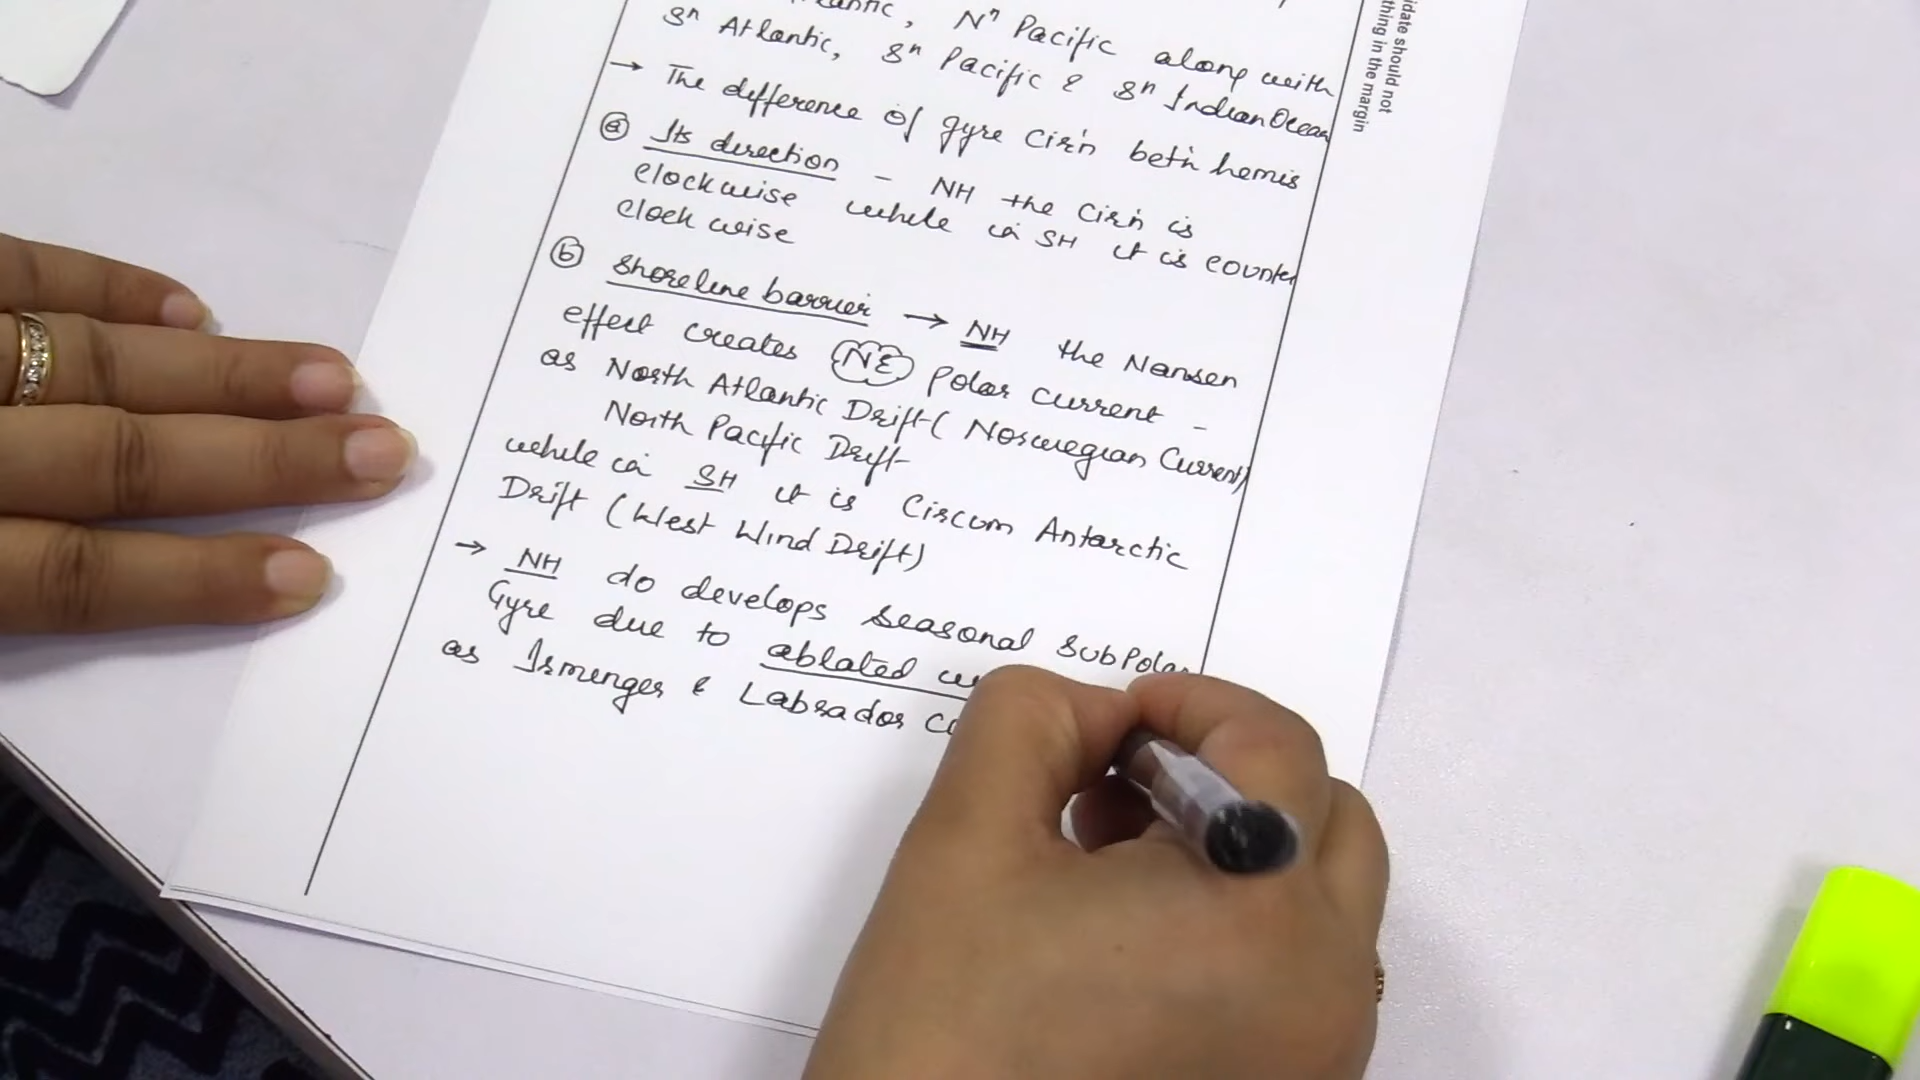 Nⁿ Pacific along with
Sⁿ Atlantic, Sⁿ Pacific & Sⁿ Indian Ocean
→ The difference of gyre Cirⁿ betⁿ hemis
ⓐ Its direction - NH the Cirⁿ is
clockwise while in SH it is counter
clock wise
ⓑ Shoreline barrier → NH the Nansen
effect creates NE Polar Current -
as North Atlantic Drift (Norwegian Current)
North Pacific Drift
while in SH it is Circum Antarctic
Drift (West Wind Drift)
→ NH do develops seasonal SubPolar
Gyre due to ablated
as Irmenger & Labrador
idate should not
thing in the margin